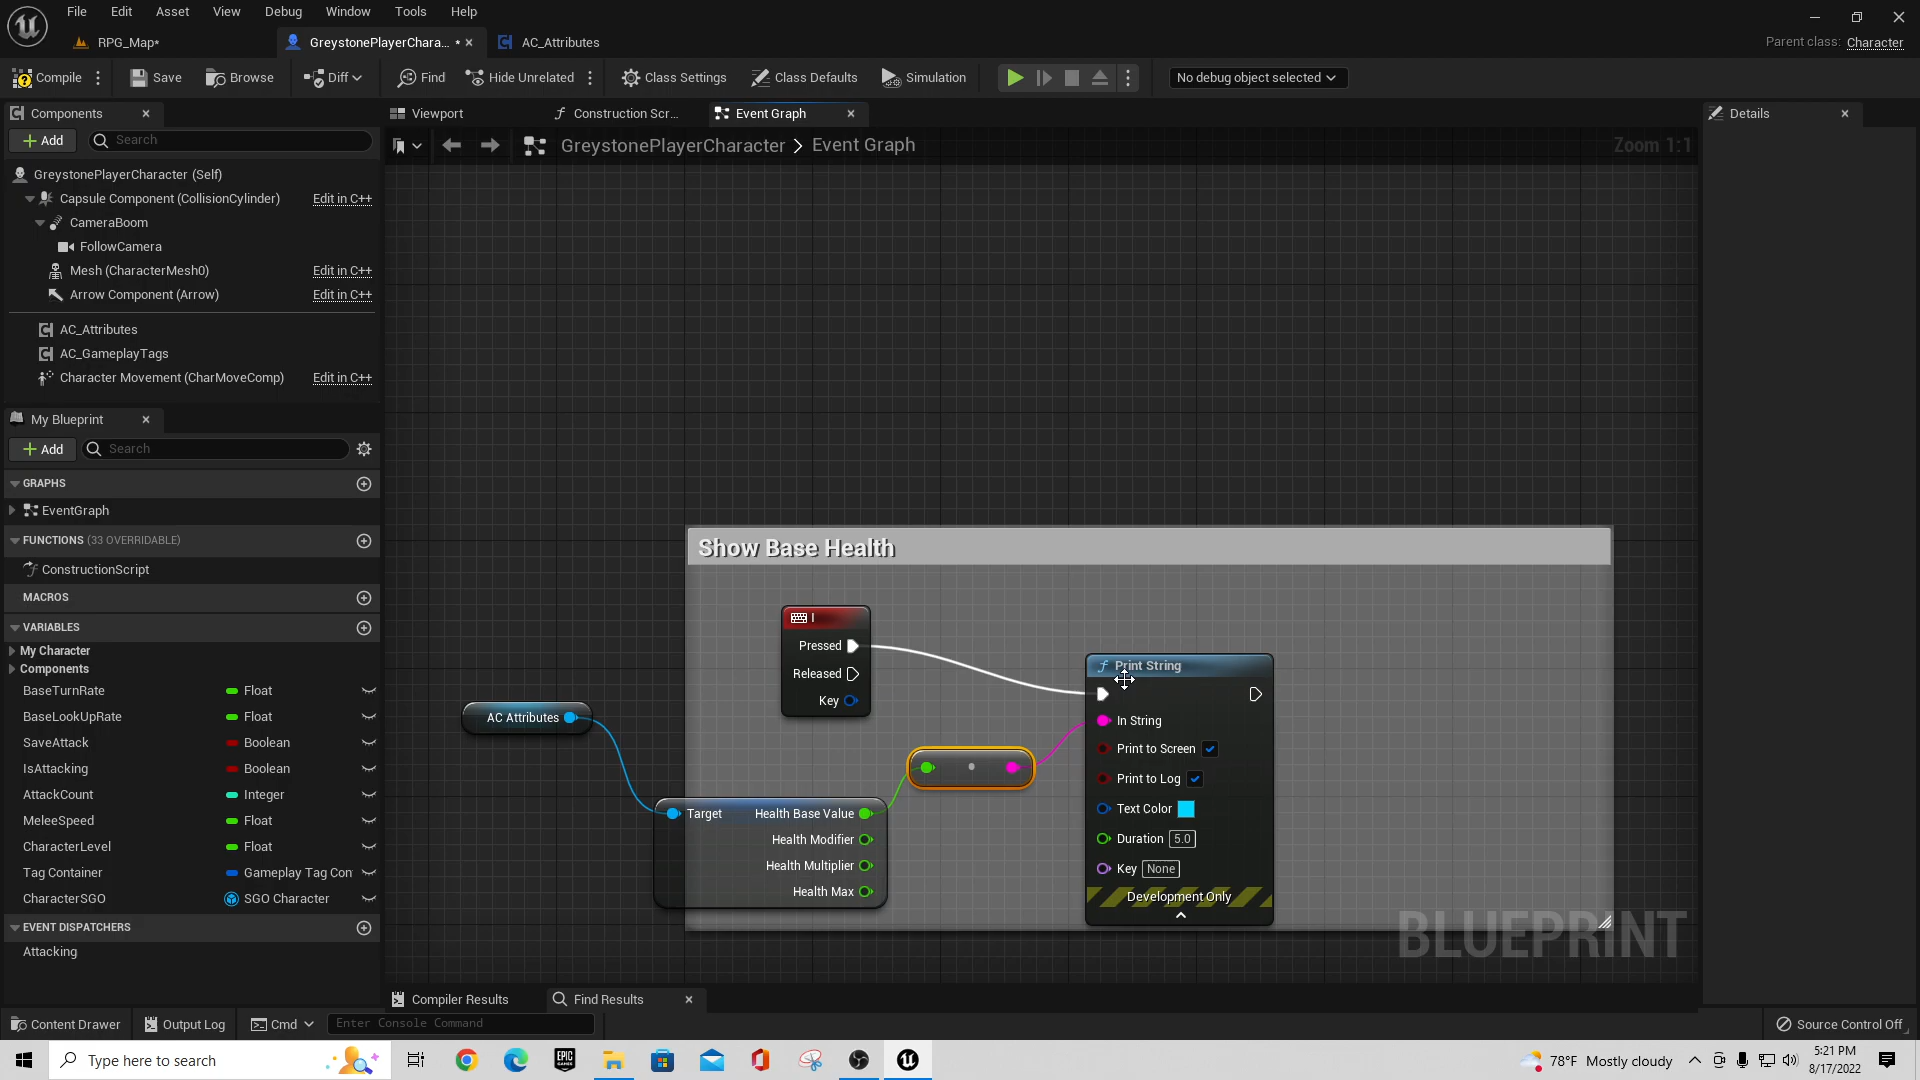 File Edit Asset View Debug Window Tools Help
RPG_Map* GreystonePlayerChara... * AC_Attributes
Parent class: Character
Compile Save Browse Diff Find Hide Unrelated Class Settings Class Defaults Simulation No debug object selected
Components Viewport Construction Scr... Event Graph Details
Add Search
GreystonePlayerCharacter > Event Graph Zoom 1:1
GreystonePlayerCharacter (Self)
Capsule Component (CollisionCylinder) Edit in C++
CameraBoom
FollowCamera
Mesh (CharacterMesh0) Edit in C++
Arrow Component (Arrow) Edit in C++
AC_Attributes
AC_GameplayTags
Character Movement (CharMoveComp) Edit in C++
My Blueprint
Add Search
GRAPHS
EventGraph
FUNCTIONS (33 OVERRIDABLE)
ConstructionScript
MACROS
VARIABLES
My Character
Components
BaseTurnRate Float
BaseLookUpRate Float
SaveAttack Boolean
IsAttacking Boolean
AttackCount Integer
MeleeSpeed Float
CharacterLevel Float
Tag Container Gameplay Tag Con
CharacterSGO SGO Character
EVENT DISPATCHERS
Attacking
Show Base Health
I
Pressed
Released
Key
AC Attributes
Target Health Base Value
Health Modifier
Health Multiplier
Health Max
Print String
In String
Print to Screen
Print to Log
Text Color
Duration 5.0
Key None
Development Only
BLUEPRINT
Compiler Results Find Results
Content Drawer Output Log Cmd Enter Console Command Source Control Off
Type here to search
EPIC GAMES
78°F Mostly cloudy
5:21 PM
8/17/2022